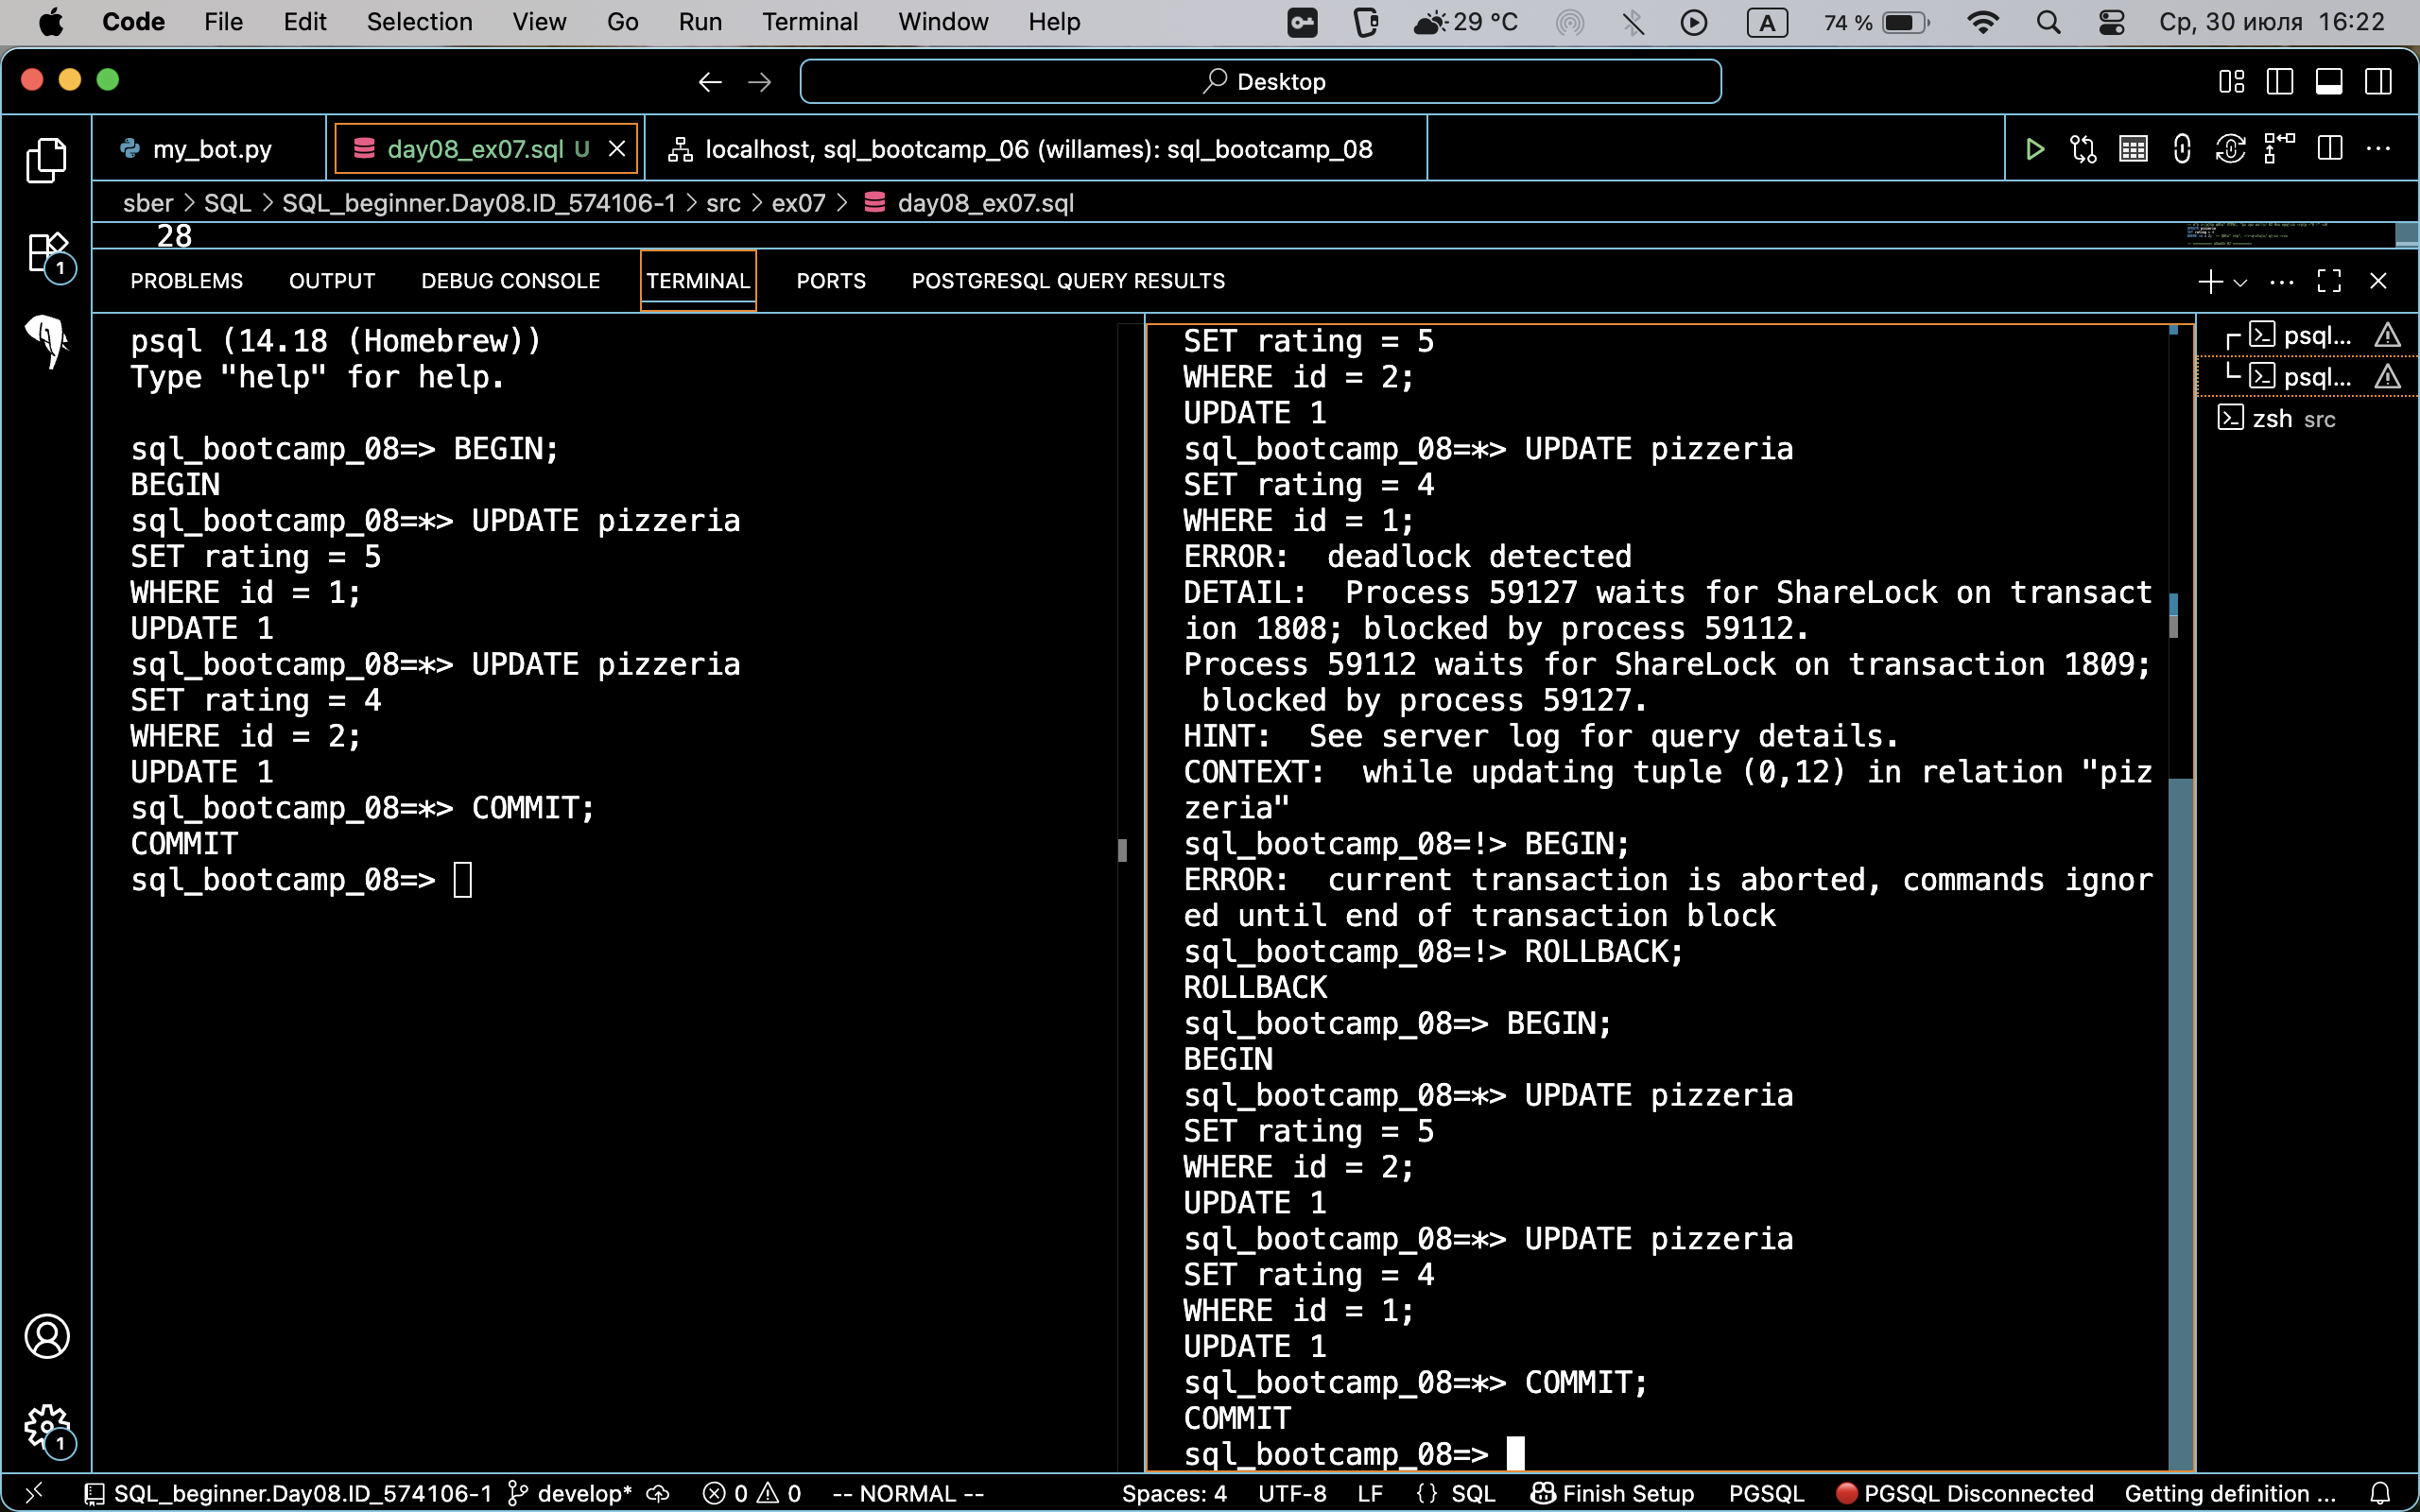 Code File Edit Selection View Go Run Terminal Window Help 29 °C A 74 % Ср, 30 июля 16:22
Desktop
my_bot.py day08_ex07.sql U localhost, sql_bootcamp_06 (willames): sql_bootcamp_08
sber > SQL > SQL_beginner.Day08.ID_574106-1 > src > ex07 > day08_ex07.sql
28
1
PROBLEMS OUTPUT DEBUG CONSOLE TERMINAL PORTS POSTGRESQL QUERY RESULTS
psql (14.18 (Homebrew))
Type "help" for help.
sql_bootcamp_08=> BEGIN;
BEGIN
sql_bootcamp_08=*> UPDATE pizzeria
SET rating = 5
WHERE id = 1;
UPDATE 1
sql_bootcamp_08=*> UPDATE pizzeria
SET rating = 4
WHERE id = 2;
UPDATE 1
sql_bootcamp_08=*> COMMIT;
COMMIT
sql_bootcamp_08=>
SET rating = 5
WHERE id = 2;
UPDATE 1
sql_bootcamp_08=*> UPDATE pizzeria
SET rating = 4
WHERE id = 1;
ERROR:  deadlock detected
DETAIL:  Process 59127 waits for ShareLock on transact
ion 1808; blocked by process 59112.
Process 59112 waits for ShareLock on transaction 1809;
 blocked by process 59127.
HINT:  See server log for query details.
CONTEXT:  while updating tuple (0,12) in relation "piz
zeria"
sql_bootcamp_08=!> BEGIN;
ERROR:  current transaction is aborted, commands ignor
ed until end of transaction block
sql_bootcamp_08=!> ROLLBACK;
ROLLBACK
sql_bootcamp_08=> BEGIN;
BEGIN
sql_bootcamp_08=*> UPDATE pizzeria
SET rating = 5
WHERE id = 2;
UPDATE 1
sql_bootcamp_08=*> UPDATE pizzeria
SET rating = 4
WHERE id = 1;
UPDATE 1
sql_bootcamp_08=*> COMMIT;
COMMIT
sql_bootcamp_08=>
psql...
psql...
zsh src
1
SQL_beginner.Day08.ID_574106-1 develop* 0 0 -- NORMAL -- Spaces: 4 UTF-8 LF {} SQL Finish Setup PGSQL PGSQL Disconnected Getting definition ...